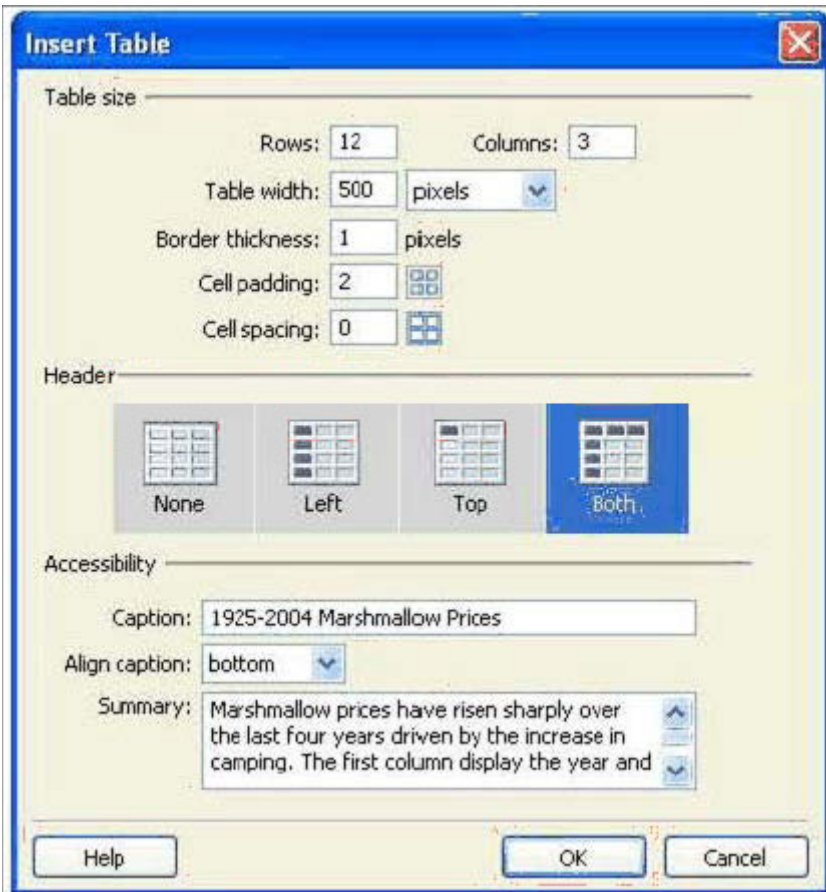 Insert Table
Table size
Rows: 12 Columns: 3
Table width: 500 pixels
Border thickness: 1 pixels
Cell padding: 2
Cell spacing: 0
Header
None Left Top Both
Accessibility
Caption: 1925-2004 Marshmallow Prices
Align caption: bottom
Summary: Marshmallow prices have risen sharply over
the last four years driven by the increase in
camping. The first column display the year and
Help OK Cancel